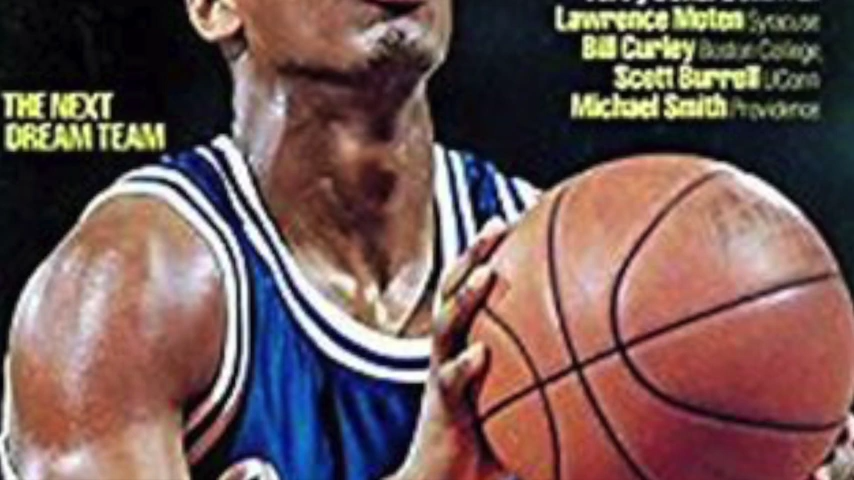 Lawrence Moten Syracuse
Bill Curley Boston College
Scott Burrell UConn
Michael Smith Providence
THE NEXT
DREAM TEAM